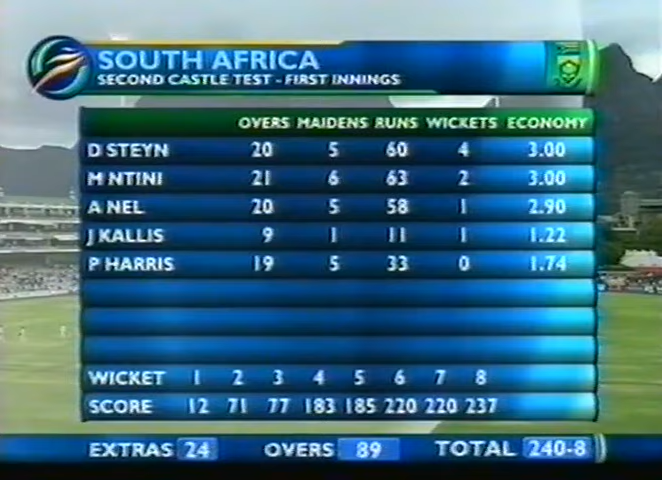 SOUTH AFRICA
SECOND CASTLE TEST - FIRST INNINGS
OVERS MAIDENS RUNS WICKETS ECONOMY
D STEYN 20 5 60 4 3.00
M NTINI 21 6 63 2 3.00
A NEL 20 5 58 1 2.90
J KALLIS 9 1 11 1 1.22
P HARRIS 19 5 33 0 1.74
WICKET 1 2 3 4 5 6 7 8
SCORE 12 71 77 183 185 220 220 237
EXTRAS 24 OVERS 89 TOTAL 240-8